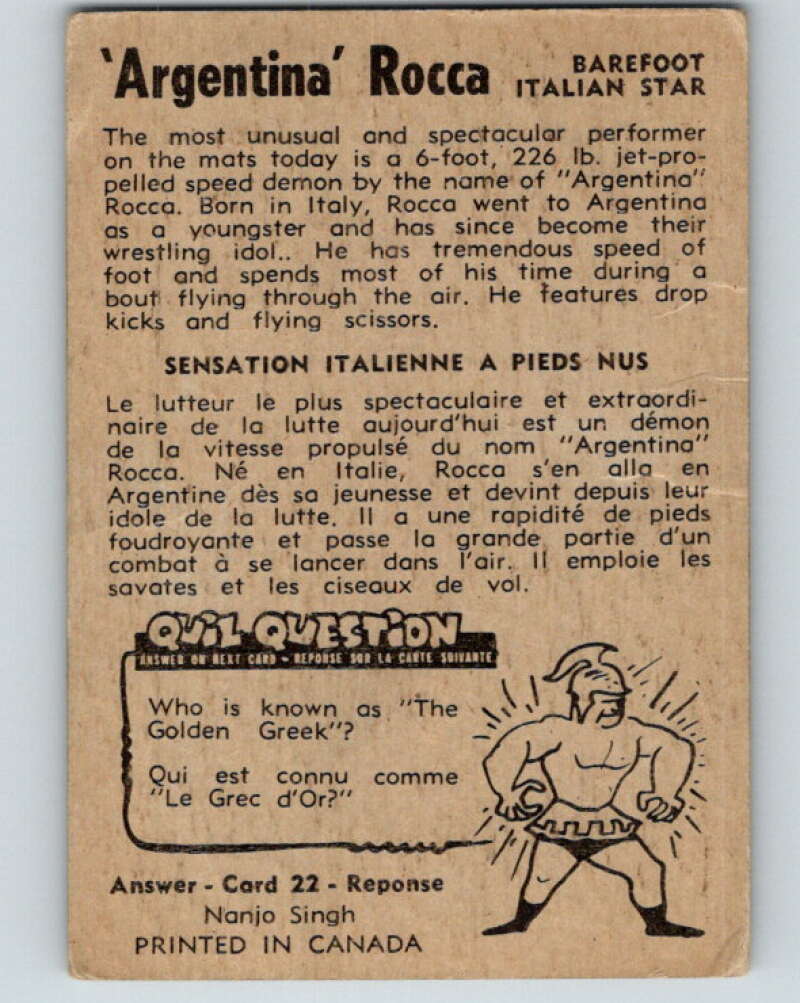 'Argentina' Rocca BAREFOOT
ITALIAN STAR
The most unusual and spectacular performer
on the mats today is a 6-foot, 226 lb. jet-pro-
pelled speed demon by the name of "Argentina"
Rocca. Born in Italy, Rocca went to Argentina
as a youngster and has since become their
wrestling idol.. He has tremendous speed of
foot and spends most of his time during a
bout flying through the air. He features drop
kicks and flying scissors.
SENSATION ITALIENNE A PIEDS NUS
Le lutteur le plus spectaculaire et extraordi-
naire de la lutte aujourd'hui est un démon
de la vitesse propulsé du nom "Argentina"
Rocca. Né en Italie, Rocca s'en alla en
Argentine dès sa jeunesse et devint depuis leur
idole de la lutte. Il a une rapidité de pieds
foudroyante et passe la grande partie d'un
combat à se lancer dans l'air. Il emploie les
savates et les ciseaux de vol.
QUIZ QUESTION
ANSWER ON NEXT CARD - REPONSE SUR LA CARTE SUIVANTE
Who is known as "The
Golden Greek"?
Qui est connu comme
"Le Grec d'Or?"
Answer - Card 22 - Reponse
Nanjo Singh
PRINTED IN CANADA